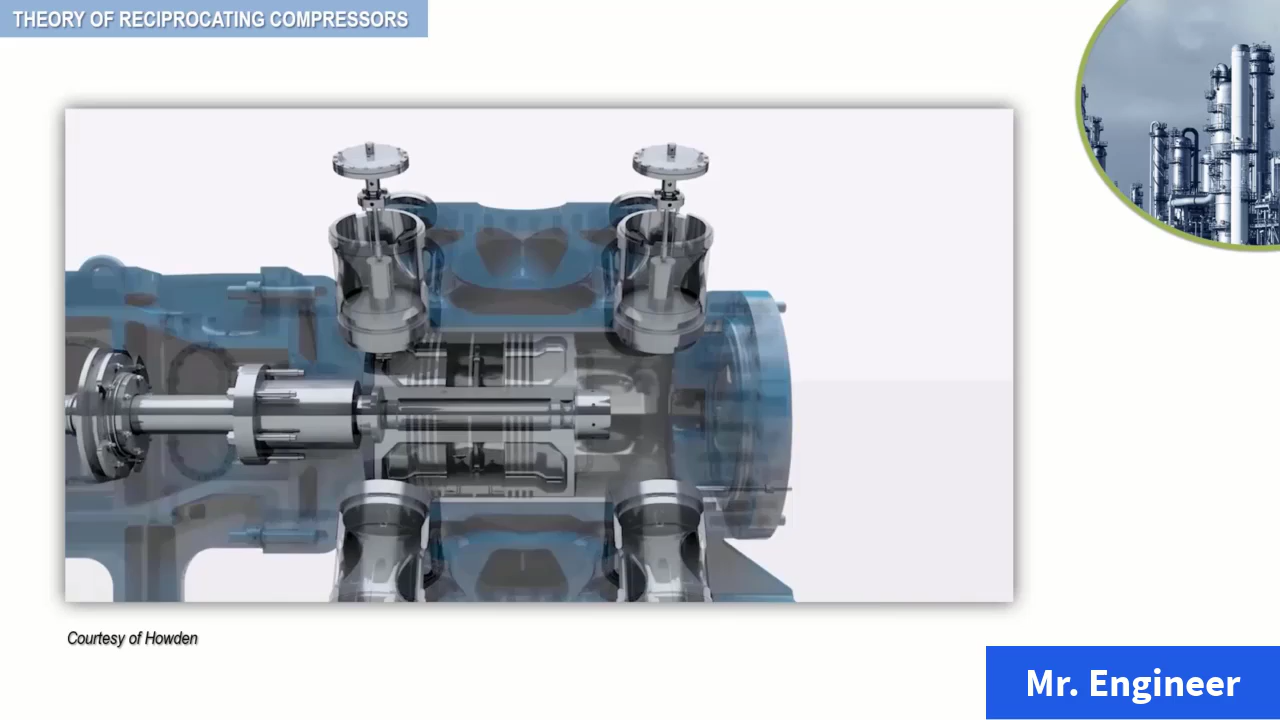 THEORY OF RECIPROCATING COMPRESSORS
Courtesy of Howden
Mr. Engineer